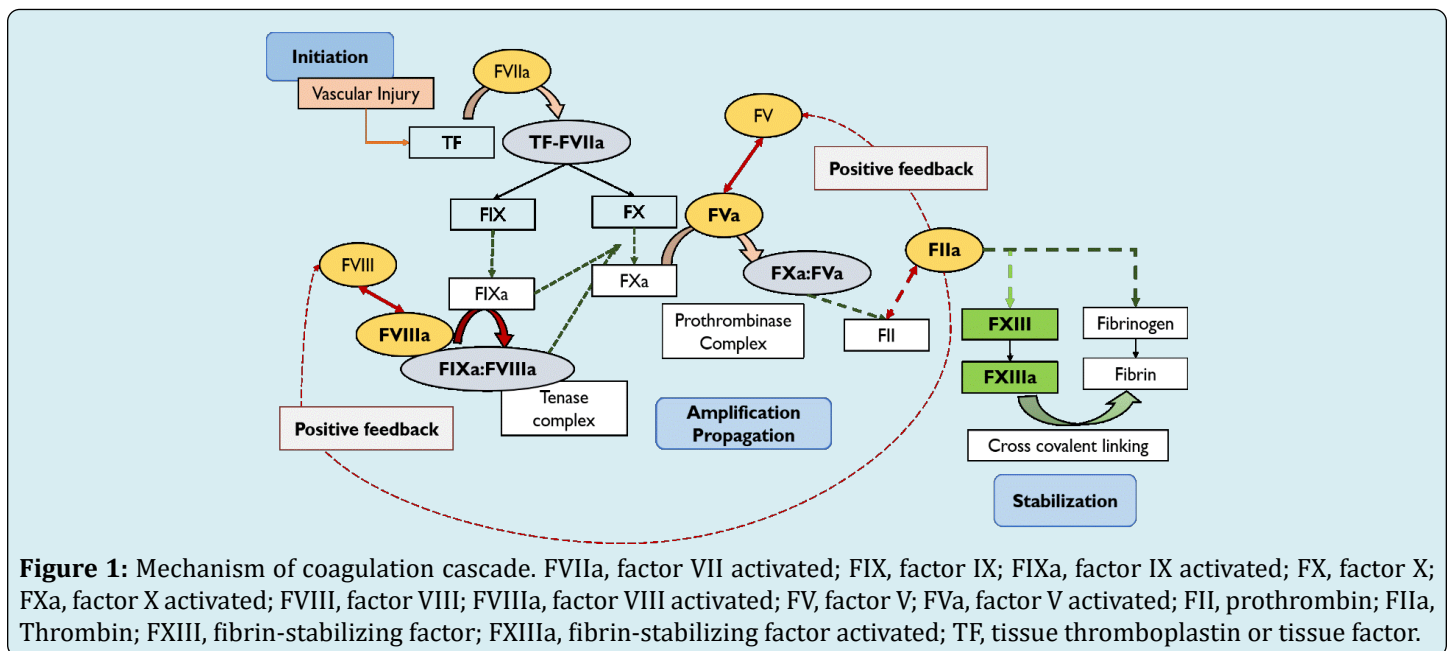 Initiation
Vascular Injury
FVIIa
TF
TF-FVIIa
FIX
FX
FV
Positive feedback
FVa
FIIa
FVIII
FIXa
FXa
FXa:FVa
FVIIIa
FIXa:FVIIIa
Prothrombinase
Complex
FII
FXIII
Fibrinogen
FXIIIa
Fibrin
Tenase
complex
Positive feedback
Amplification
Propagation
Cross covalent linking
Stabilization
Figure 1: Mechanism of coagulation cascade. FVIIa, factor VII activated; FIX, factor IX; FIXa, factor IX activated; FX, factor X;
FXa, factor X activated; FVIII, factor VIII; FVIIIa, factor VIII activated; FV, factor V; FVa, factor V activated; FII, prothrombin; FIIa,
Thrombin; FXIII, fibrin-stabilizing factor; FXIIIa, fibrin-stabilizing factor activated; TF, tissue thromboplastin or tissue factor.